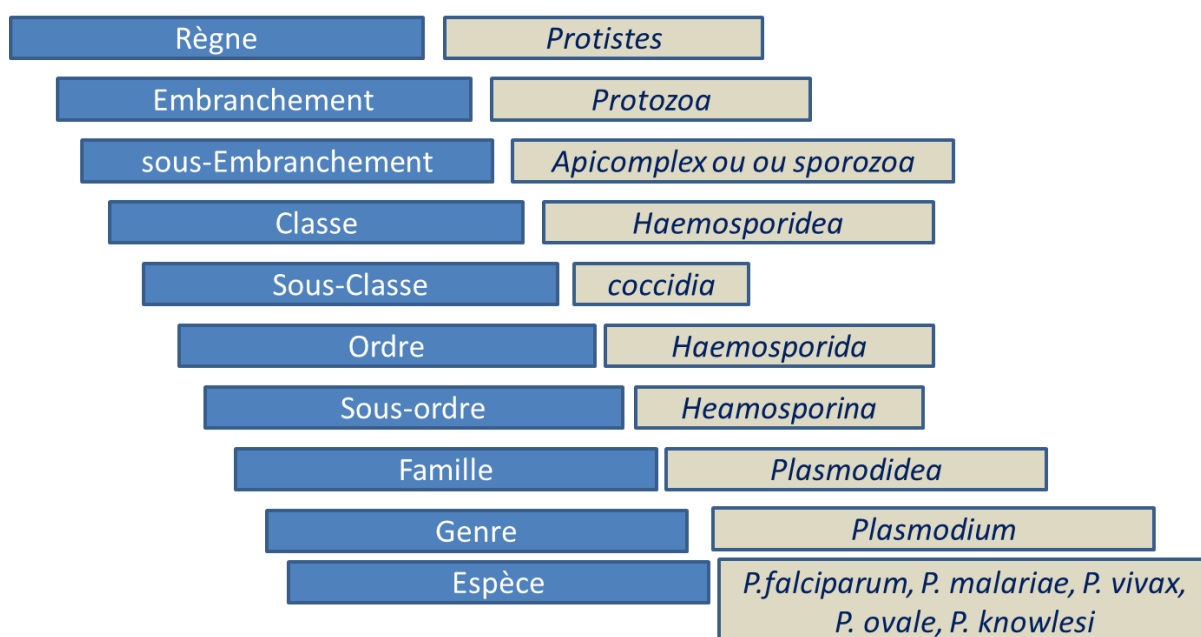 Règne Protistes
Embranchement Protozoa
sous-Embranchement Apicomplex ou ou sporozoa
Classe Haemosporidea
Sous-Classe coccidia
Ordre Haemosporida
Sous-ordre Heamosporina
Famille Plasmodidea
Genre Plasmodium
Espèce P.falciparum, P. malariae, P. vivax,
P. ovale, P. knowlesi